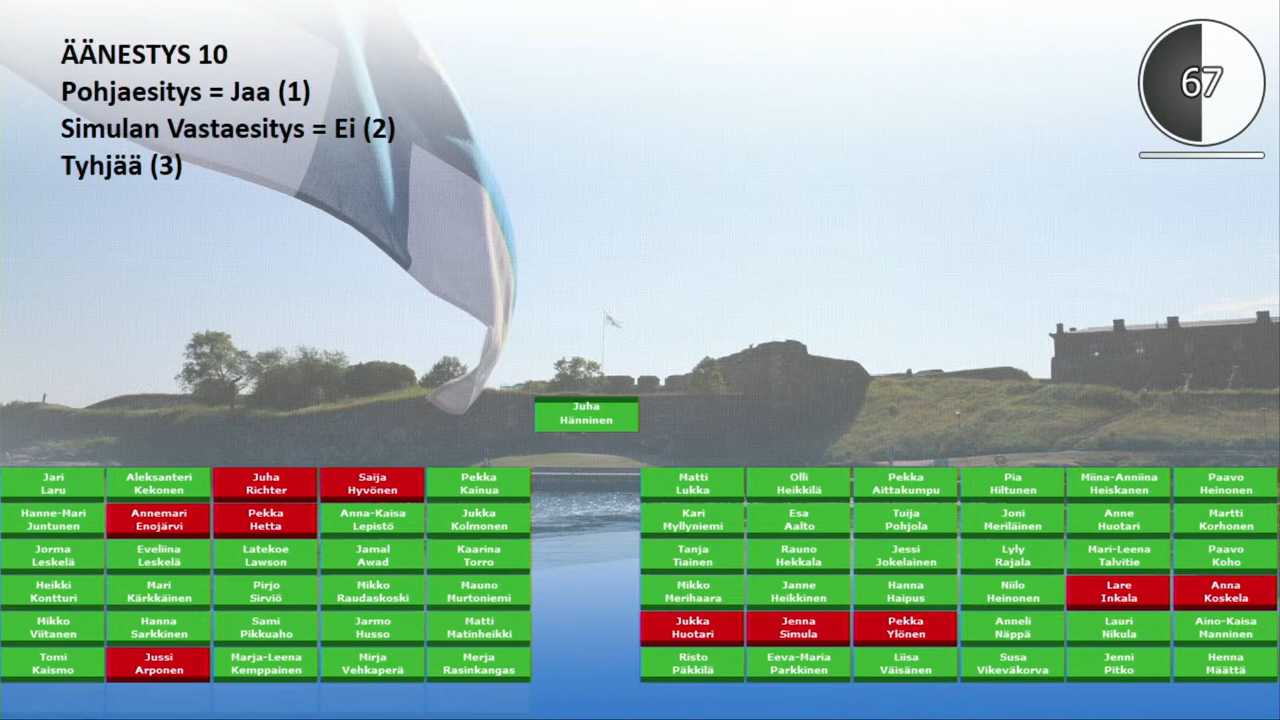 ÄÄNESTYS 10
Pohjaesitys = Jaa (1)
Simulan Vastaesitys = Ei (2)
Tyhjää (3)
67
Juha
Hänninen
Jari Aleksanteri Juha Saija Pekka
Laru Kekonen Richter Hyvönen Kainua
Hanne-Mari Annemari Pekka Anna-Kaisa Jukka
Juntunen Enojärvi Hetta Lepistö Kolmonen
Jorma Eveliina Latekoe Jamal Kaarina
Leskelä Leskelä Lawson Awad Torro
Heikki Mari Pirjo Mikko Mauno
Kontturi Kärkkäinen Sirviö Raudaskoski Murtoniemi
Mikko Hanna Sami Jarmo Matti
Viitanen Sarkkinen Pikkuaho Husso Matinheikki
Tomi Jussi Marja-Leena Mirja Merja
Kaismo Arponen Kemppainen Vehkaperä Rasinkangas
Matti Olli Pekka Pia Miina-Anniina Paavo
Lukka Heikkilä Aittakumpu Hiltunen Heiskanen Heinonen
Kari Esa Tuija Joni Anne Martti
Myllyniemi Aalto Pohjola Meriläinen Huotari Korhonen
Tanja Rauno Jessi Lyly Mari-Leena Paavo
Tiainen Hekkala Jokelainen Rajala Talvitie Koho
Mikko Janne Hanna Niilo Lare Anna
Merihaara Heikkinen Haipus Heinonen Inkala Koskela
Jukka Jenna Pekka Anneli Lauri Aino-Kaisa
Huotari Simula Ylönen Näppä Nikula Manninen
Risto Eeva-Maria Liisa Susa Jenni Henna
Päkkilä Parkkinen Väisänen Vikeväkorva Pitko Määttä